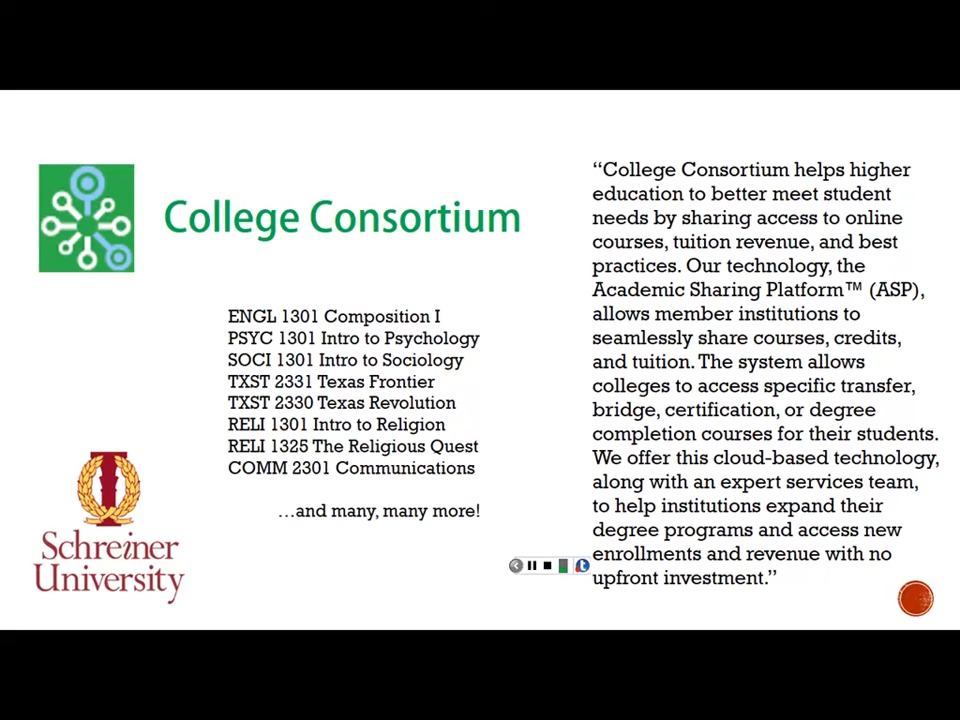 College Consortium
ENGL 1301 Composition I
PSYC 1301 Intro to Psychology
SOCI 1301 Intro to Sociology
TXST 2331 Texas Frontier
TXST 2330 Texas Revolution
RELI 1301 Intro to Religion
RELI 1325 The Religious Quest
COMM 2301 Communications
…and many, many more!
Schreiner
University
“College Consortium helps higher
education to better meet student
needs by sharing access to online
courses, tuition revenue, and best
practices. Our technology, the
Academic Sharing Platform™ (ASP),
allows member institutions to
seamlessly share courses, credits,
and tuition. The system allows
colleges to access specific transfer,
bridge, certification, or degree
completion courses for their students.
We offer this cloud-based technology,
along with an expert services team,
to help institutions expand their
degree programs and access new
enrollments and revenue with no
upfront investment.”